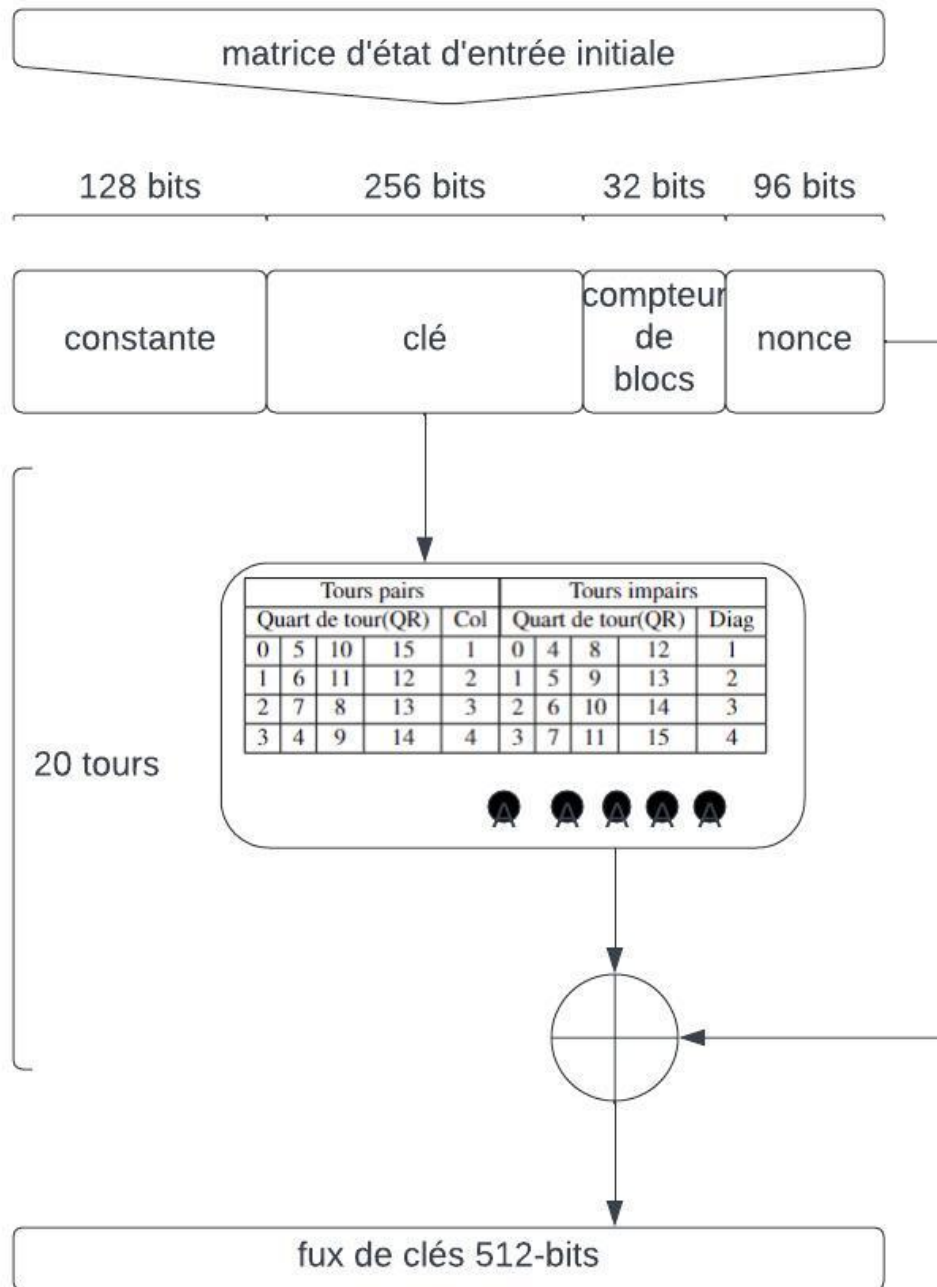 matrice d'état d'entrée initiale
128 bits 256 bits 32 bits 96 bits
constante clé compteur de blocs nonce
Tours pairs Tours impairs
Quart de tour(QR) Col Quart de tour(QR) Diag
0 5 10 15 1 0 4 8 12 1
1 6 11 12 2 1 5 9 13 2
2 7 8 13 3 2 6 10 14 3
3 4 9 14 4 3 7 11 15 4
20 tours
A A A A A
fux de clés 512-bits